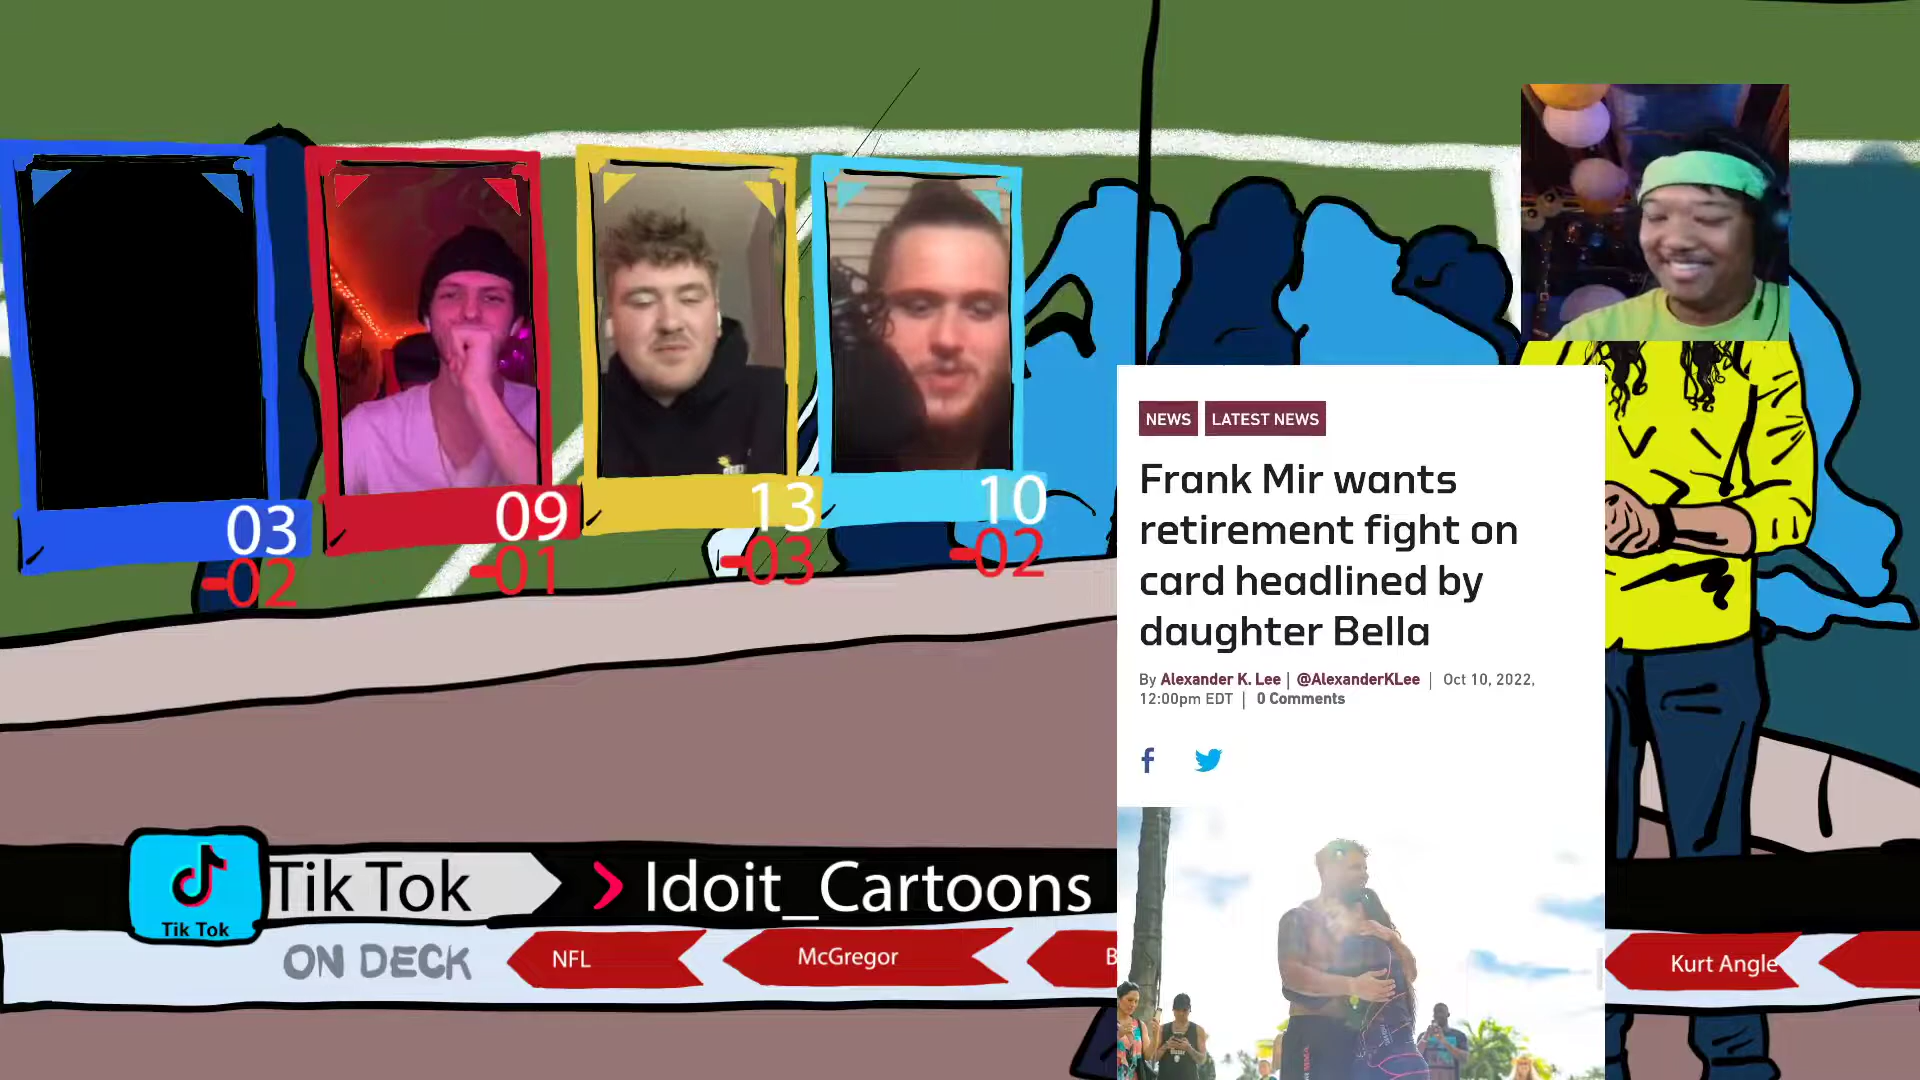 03
-02
09
-01
13
-03
10
-02
NEWS
LATEST NEWS
Frank Mir wants
retirement fight on
card headlined by
daughter Bella
By Alexander K. Lee | @AlexanderKLee | Oct 10, 2022,
12:00pm EDT | 0 Comments
Tik Tok
Tik Tok
Idoit_Cartoons
ON DECK
NFL
McGregor
B
Kurt Angle